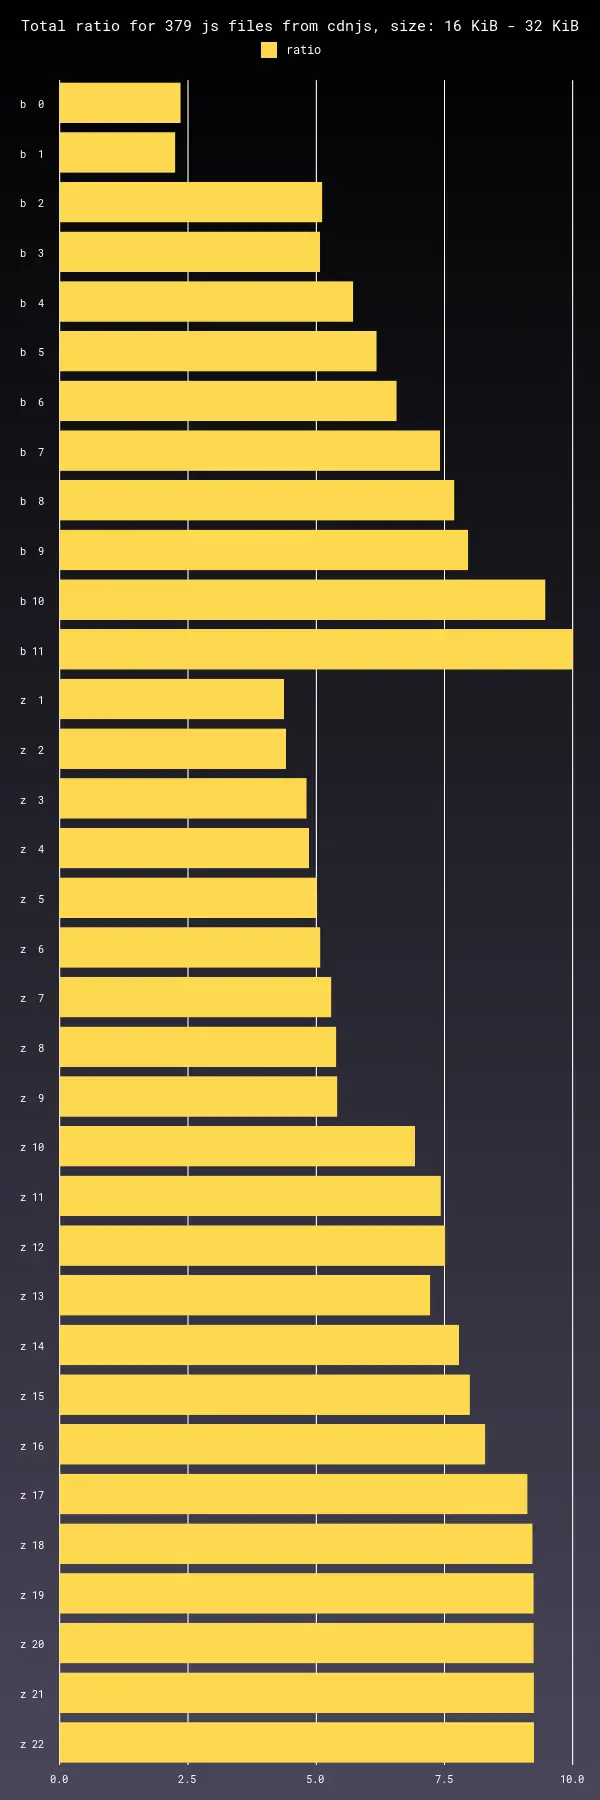 Total ratio for 379 js files from cdnjs, size: 16 KiB - 32 KiB
ratio
b 0
b 1
b 2
b 3
b 4
b 5
b 6
b 7
b 8
b 9
b 10
b 11
z 1
z 2
z 3
z 4
z 5
z 6
z 7
z 8
z 9
z 10
z 11
z 12
z 13
z 14
z 15
z 16
z 17
z 18
z 19
z 20
z 21
z 22
0.0 2.5 5.0 7.5 10.0